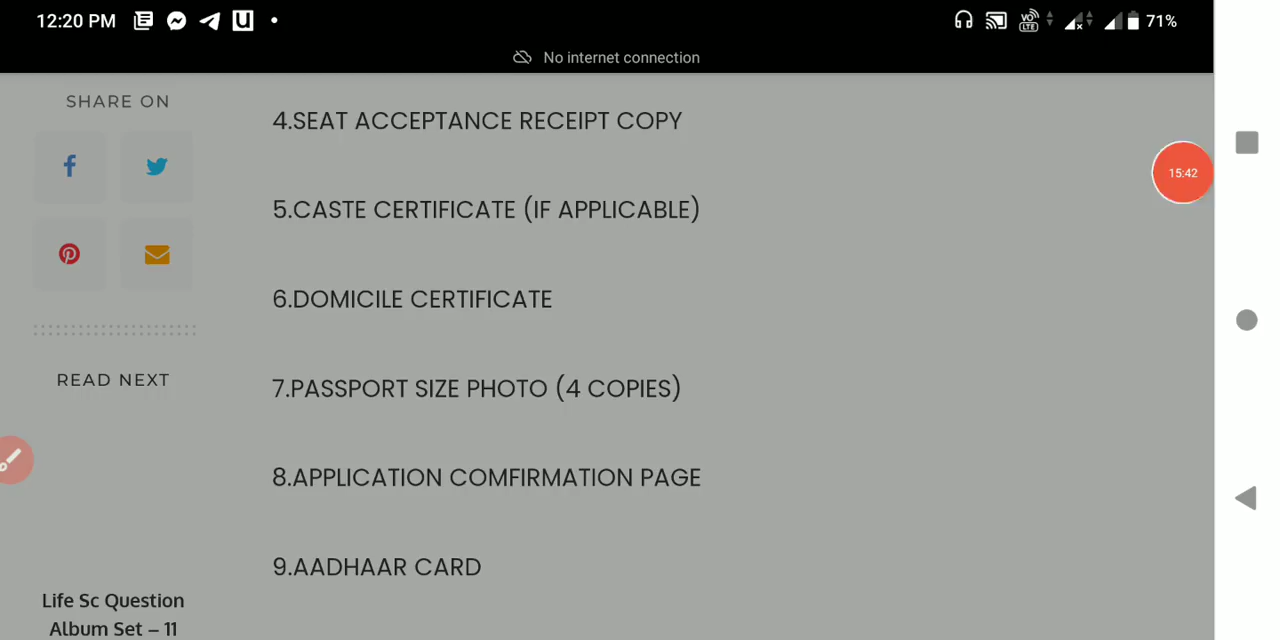 12:20 PM
VO LTE
71%
No internet connection
SHARE ON
4.SEAT ACCEPTANCE RECEIPT COPY
15:42
5.CASTE CERTIFICATE (IF APPLICABLE)
6.DOMICILE CERTIFICATE
READ NEXT
7.PASSPORT SIZE PHOTO (4 COPIES)
8.APPLICATION COMFIRMATION PAGE
9.AADHAAR CARD
Life Sc Question
Album Set – 11